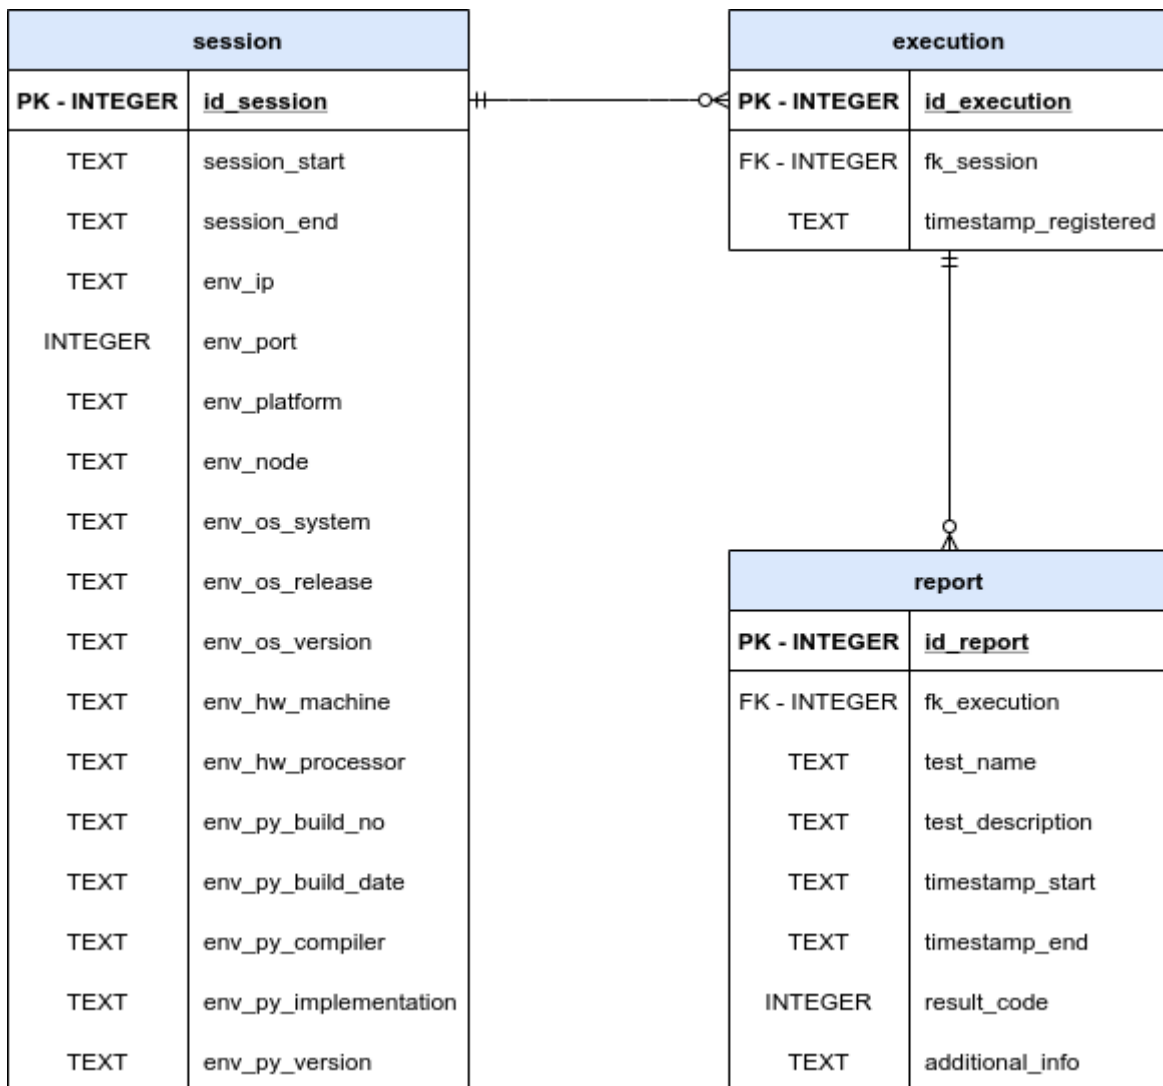 session
PK - INTEGER id_session
TEXT session_start
TEXT session_end
TEXT env_ip
INTEGER env_port
TEXT env_platform
TEXT env_node
TEXT env_os_system
TEXT env_os_release
TEXT env_os_version
TEXT env_hw_machine
TEXT env_hw_processor
TEXT env_py_build_no
TEXT env_py_build_date
TEXT env_py_compiler
TEXT env_py_implementation
TEXT env_py_version
execution
PK - INTEGER id_execution
FK - INTEGER fk_session
TEXT timestamp_registered
report
PK - INTEGER id_report
FK - INTEGER fk_execution
TEXT test_name
TEXT test_description
TEXT timestamp_start
TEXT timestamp_end
INTEGER result_code
TEXT additional_info